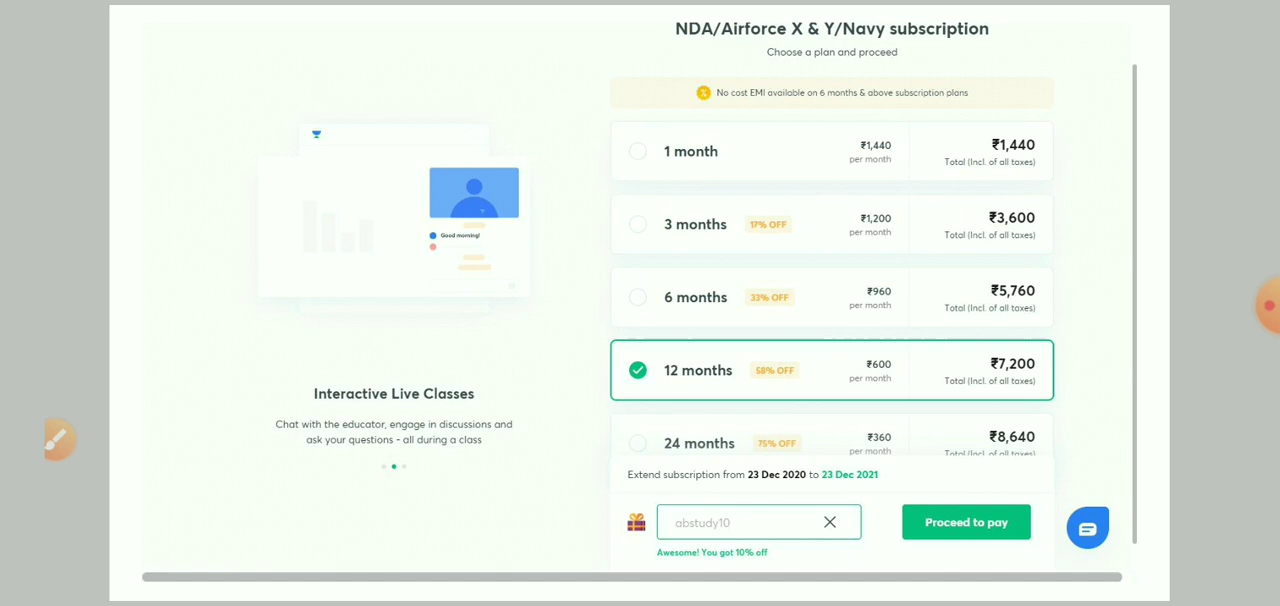 NDA/Airforce X & Y/Navy subscription
Choose a plan and proceed
No cost EMI available on 6 months & above subscription plans
1 month
₹1,440
per month
₹1,440
Total (Incl. of all taxes)
3 months
17% OFF
₹1,200
per month
₹3,600
Total (Incl. of all taxes)
6 months
33% OFF
₹960
per month
₹5,760
Total (Incl. of all taxes)
12 months
58% OFF
₹600
per month
₹7,200
Total (Incl. of all taxes)
24 months
75% OFF
₹360
per month
₹8,640
Total (Incl. of all taxes)
Extend subscription from 23 Dec 2020 to 23 Dec 2021
abstudy10
Proceed to pay
Awesome! You got 10% off
Good morning!
Interactive Live Classes
Chat with the educator, engage in discussions and
ask your questions - all during a class